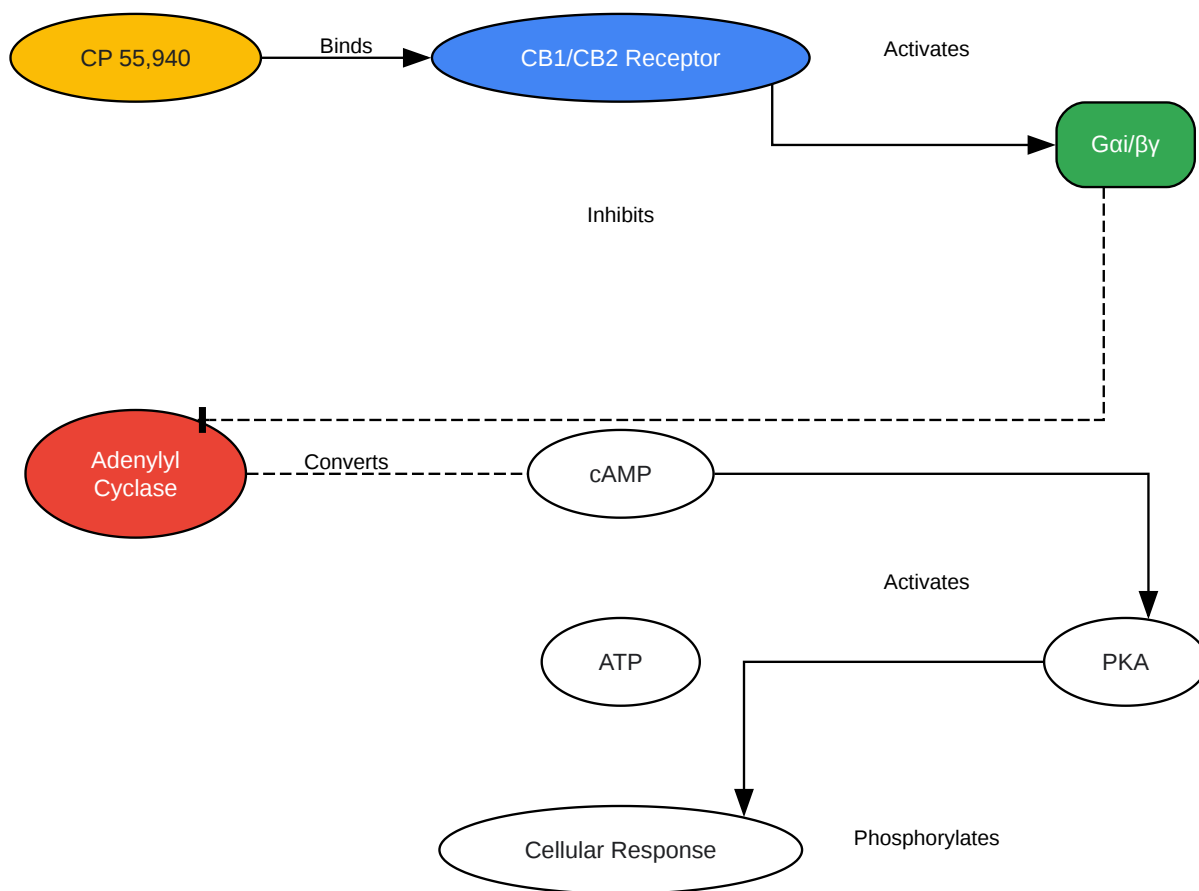 CP 55,940
Binds
CB1/CB2 Receptor
Activates
Gαi/βγ
Inhibits
Adenylyl
Cyclase
Converts
cAMP
Activates
ATP
PKA
Cellular Response
Phosphorylates